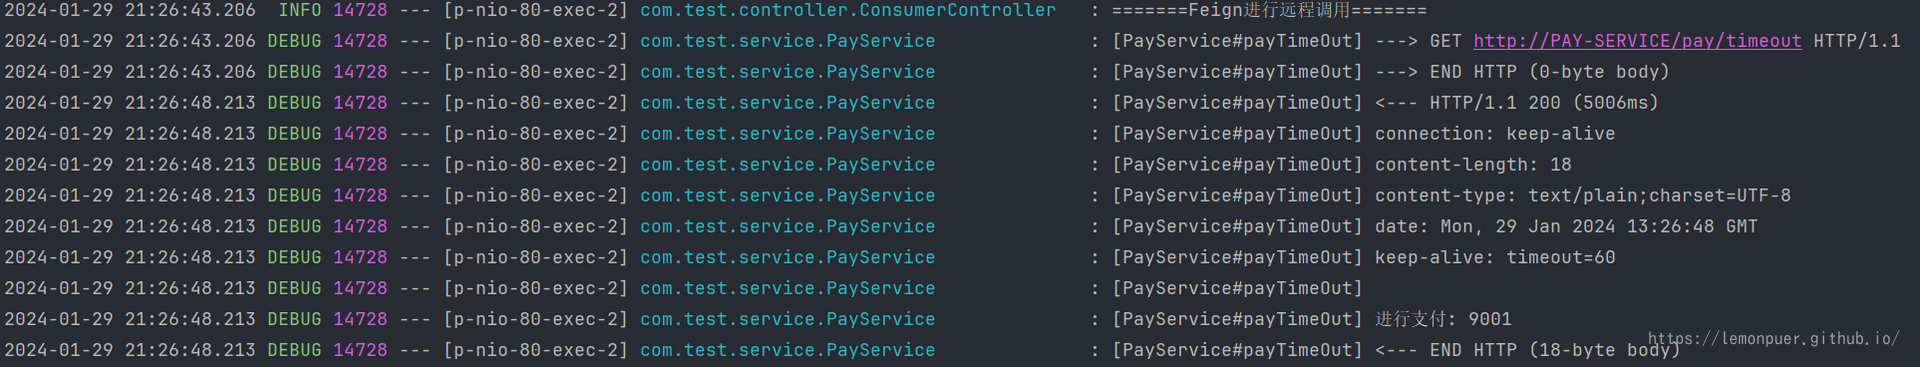 2024-01-29 21:26:43.206  INFO 14728 --- [p-nio-80-exec-2] com.test.controller.ConsumerController   : =======Feign进行远程调用=======
2024-01-29 21:26:43.206 DEBUG 14728 --- [p-nio-80-exec-2] com.test.service.PayService              : [PayService#payTimeOut] ---> GET http://PAY-SERVICE/pay/timeout HTTP/1.1
2024-01-29 21:26:43.206 DEBUG 14728 --- [p-nio-80-exec-2] com.test.service.PayService              : [PayService#payTimeOut] ---> END HTTP (0-byte body)
2024-01-29 21:26:48.213 DEBUG 14728 --- [p-nio-80-exec-2] com.test.service.PayService              : [PayService#payTimeOut] <--- HTTP/1.1 200 (5006ms)
2024-01-29 21:26:48.213 DEBUG 14728 --- [p-nio-80-exec-2] com.test.service.PayService              : [PayService#payTimeOut] connection: keep-alive
2024-01-29 21:26:48.213 DEBUG 14728 --- [p-nio-80-exec-2] com.test.service.PayService              : [PayService#payTimeOut] content-length: 18
2024-01-29 21:26:48.213 DEBUG 14728 --- [p-nio-80-exec-2] com.test.service.PayService              : [PayService#payTimeOut] content-type: text/plain;charset=UTF-8
2024-01-29 21:26:48.213 DEBUG 14728 --- [p-nio-80-exec-2] com.test.service.PayService              : [PayService#payTimeOut] date: Mon, 29 Jan 2024 13:26:48 GMT
2024-01-29 21:26:48.213 DEBUG 14728 --- [p-nio-80-exec-2] com.test.service.PayService              : [PayService#payTimeOut] keep-alive: timeout=60
2024-01-29 21:26:48.213 DEBUG 14728 --- [p-nio-80-exec-2] com.test.service.PayService              : [PayService#payTimeOut]
2024-01-29 21:26:48.213 DEBUG 14728 --- [p-nio-80-exec-2] com.test.service.PayService              : [PayService#payTimeOut] 进行支付: 9001
2024-01-29 21:26:48.213 DEBUG 14728 --- [p-nio-80-exec-2] com.test.service.PayService              : [PayService#payTimeOut] <--- END HTTP (18-byte body)
https://lemonpuer.github.io/